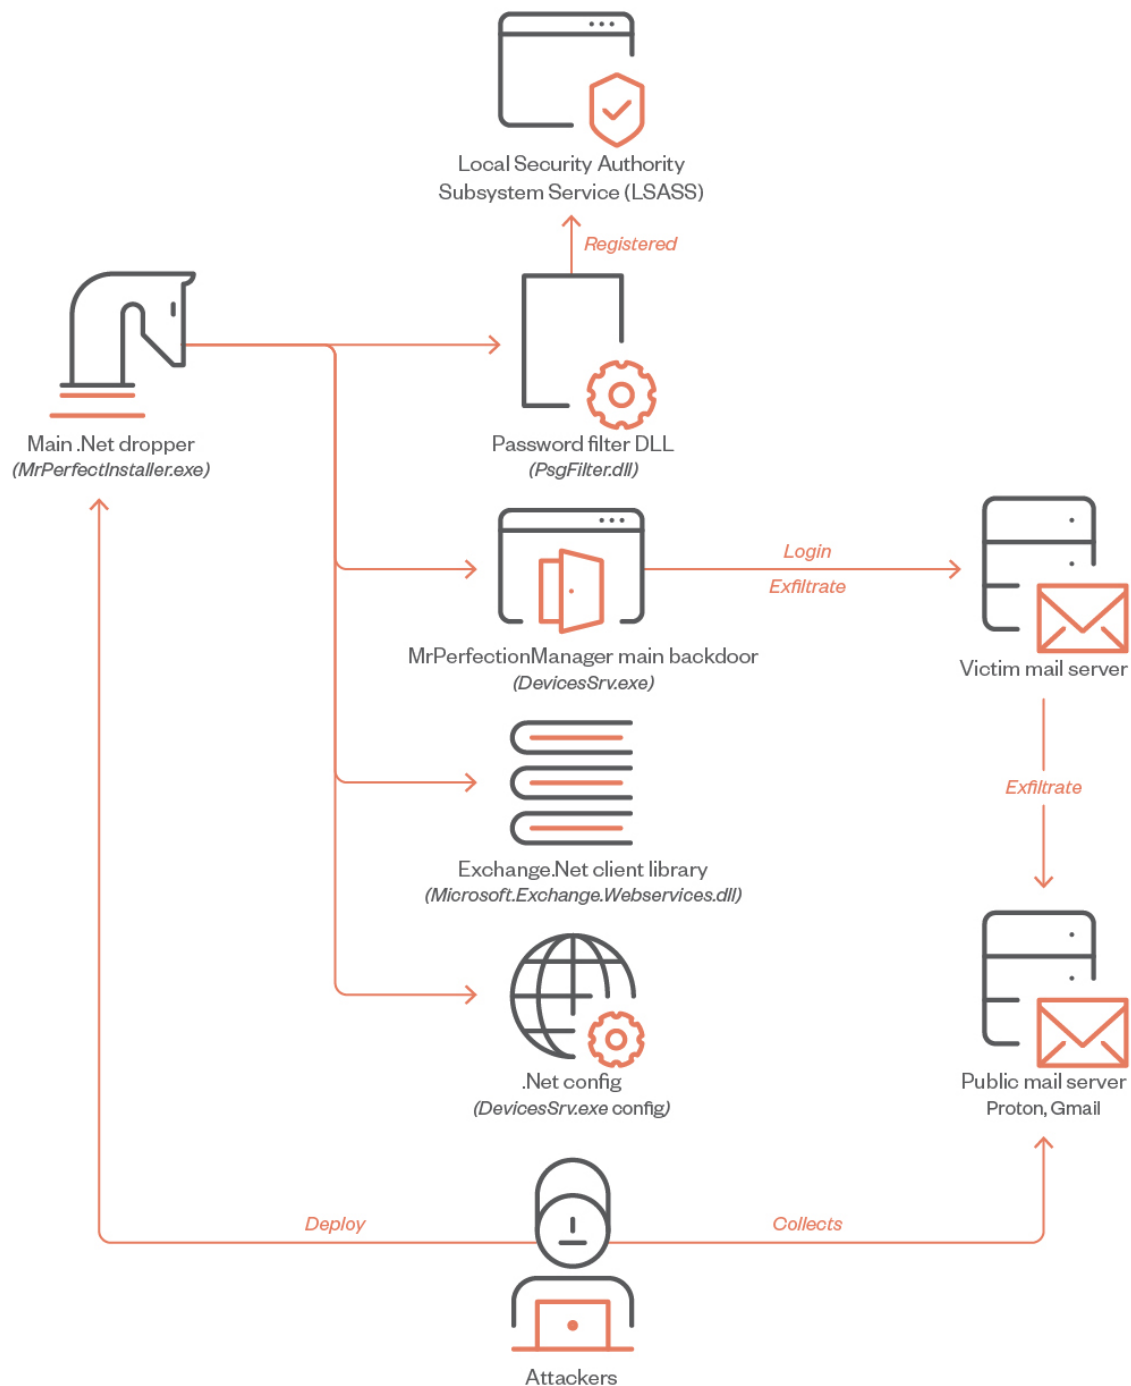 Local Security Authority
Subsystem Service (LSASS)
Registered
Main .Net dropper
(MrPerfectInstaller.exe)
Password filter DLL
(PsgFilter.dll)
Login
Exfiltrate
MrPerfectionManager main backdoor
(DevicesSrv.exe)
Victim mail server
Exfiltrate
Exchange.Net client library
(Microsoft.Exchange.Webservices.dll)
.Net config
(DevicesSrv.exe config)
Public mail server
Proton, Gmail
Deploy
Collects
Attackers